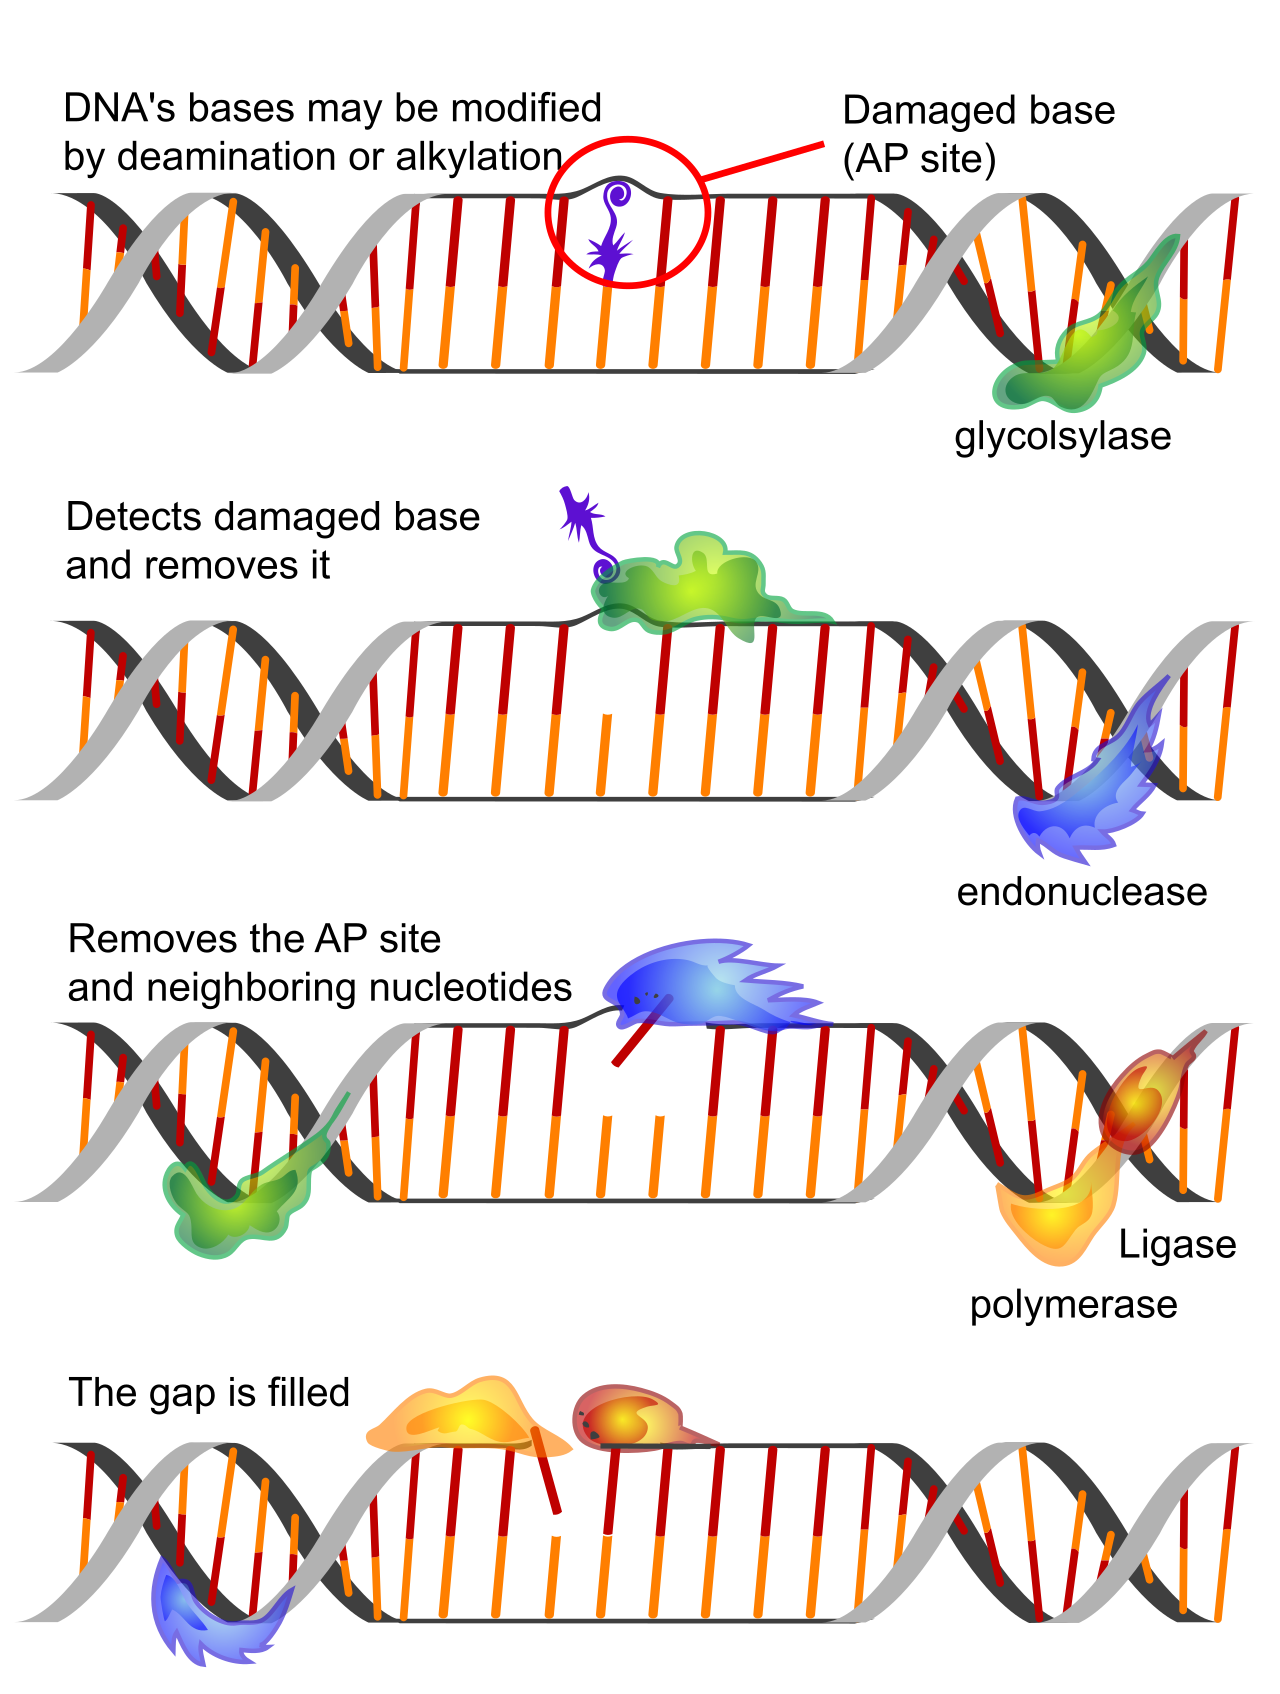 DNA's bases may be modified
by deamination or alkylation
Damaged base
(AP site)
glycolsylase
Detects damaged base
and removes it
endonuclease
Removes the AP site
and neighboring nucleotides
Ligase
polymerase
The gap is filled